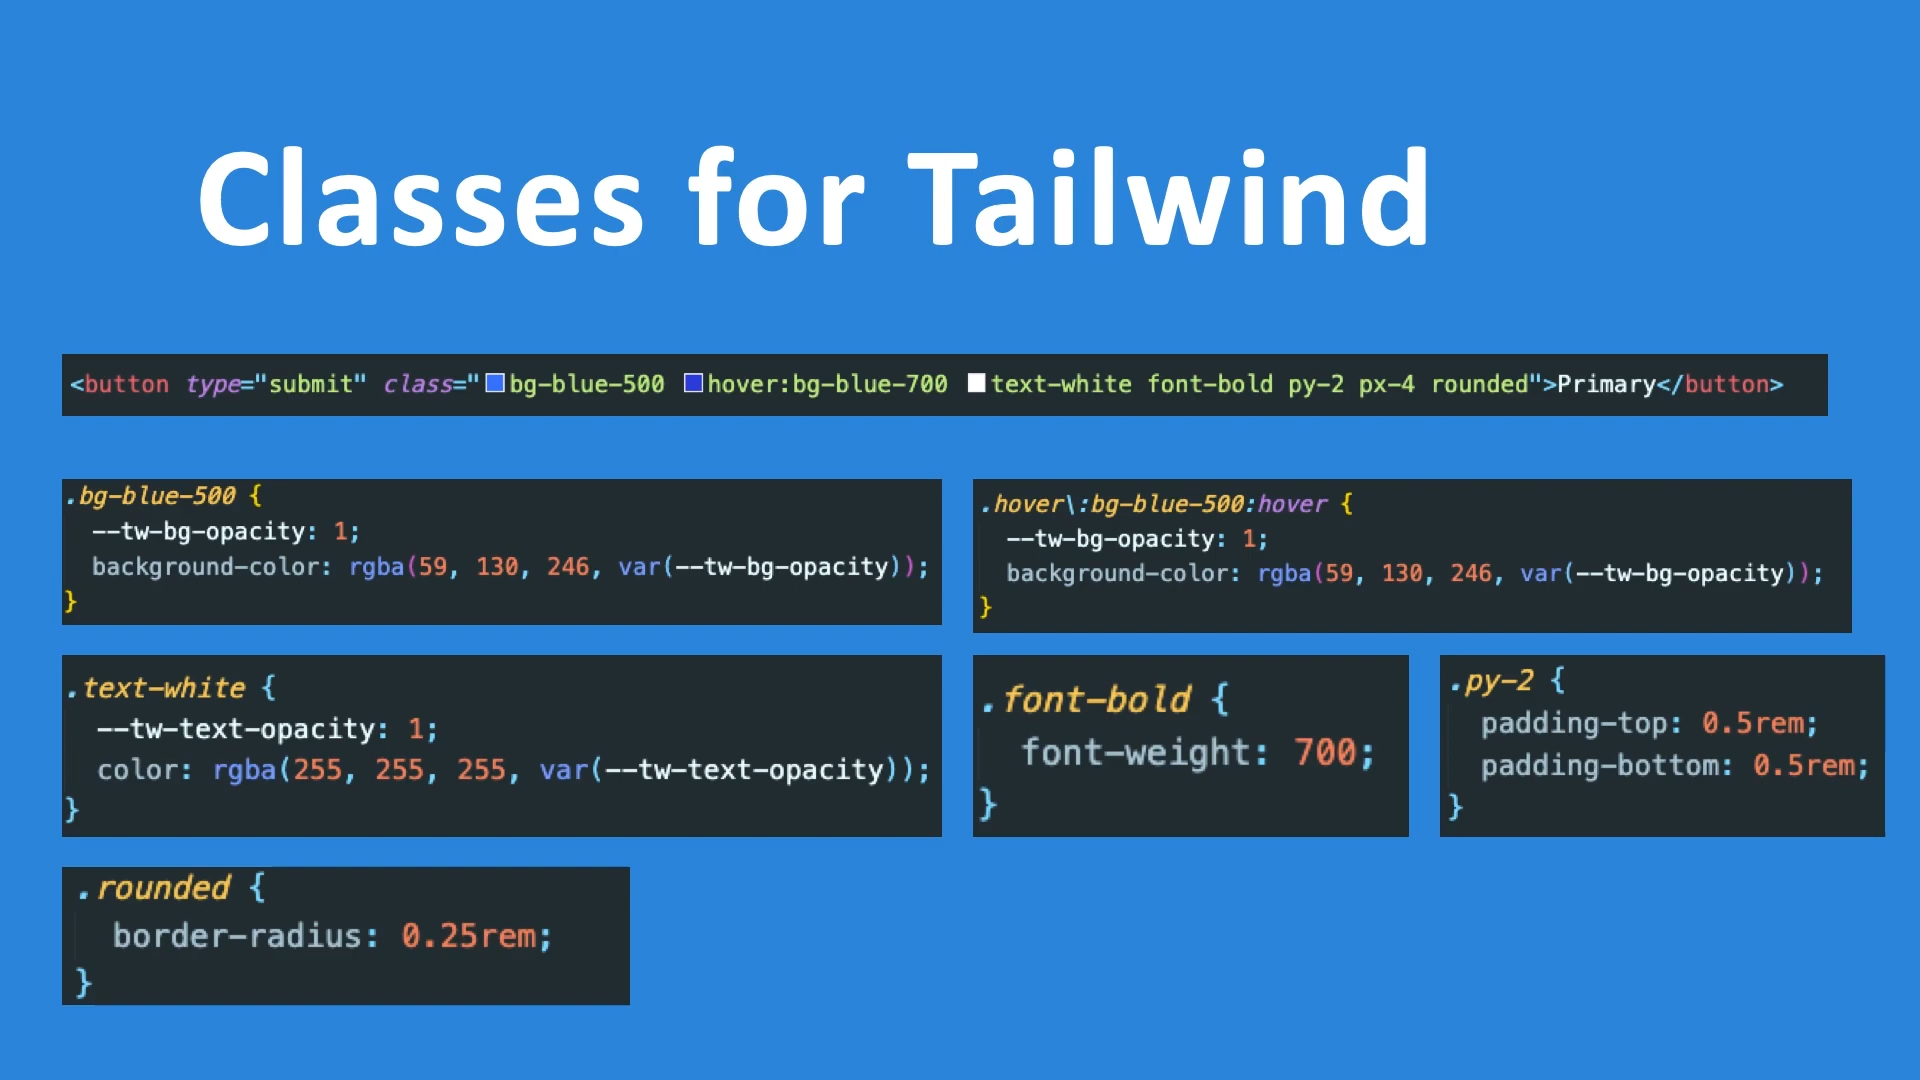 Classes for Tailwind
<button type="submit" class="bg-blue-500 hover:bg-blue-700 text-white font-bold py-2 px-4 rounded">Primary</button>
.bg-blue-500 {
--tw-bg-opacity: 1;
background-color: rgba(59, 130, 246, var(--tw-bg-opacity));
}
.hover\:bg-blue-500:hover {
--tw-bg-opacity: 1;
background-color: rgba(59, 130, 246, var(--tw-bg-opacity));
}
.text-white {
--tw-text-opacity: 1;
color: rgba(255, 255, 255, var(--tw-text-opacity));
}
.font-bold {
font-weight: 700;
}
.py-2 {
padding-top: 0.5rem;
padding-bottom: 0.5rem;
}
.rounded {
border-radius: 0.25rem;
}